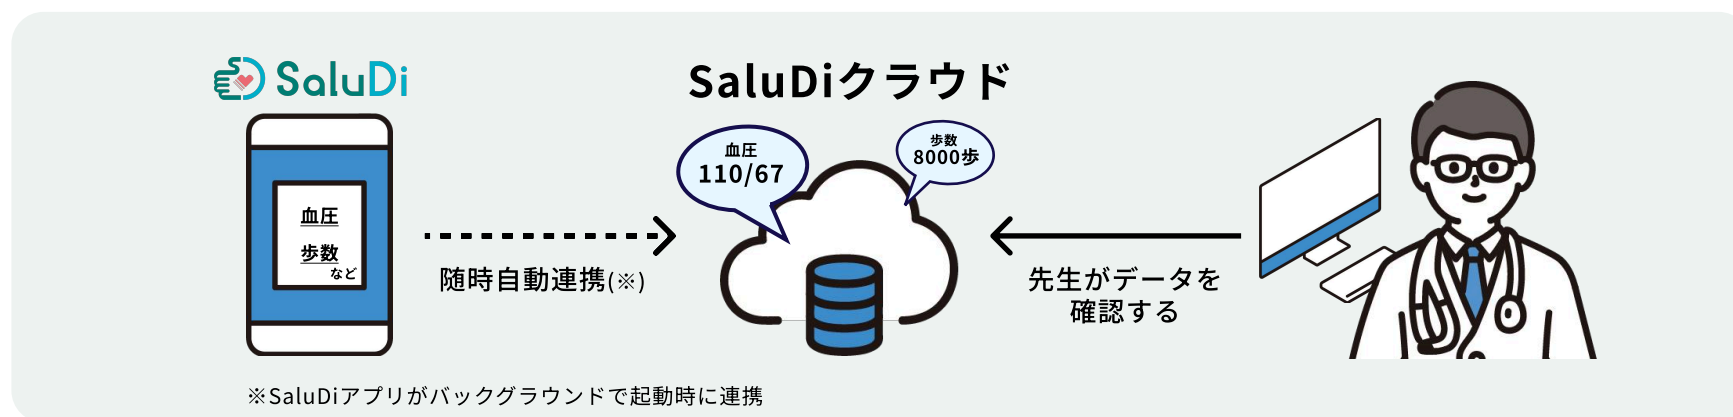 SaluDi
SaluDiクラウド
血圧
110/67
歩数
8000歩
血圧
歩数
など
随時自動連携(※)
先生がデータを
確認する
※SaluDiアプリがバックグラウンドで起動時に連携